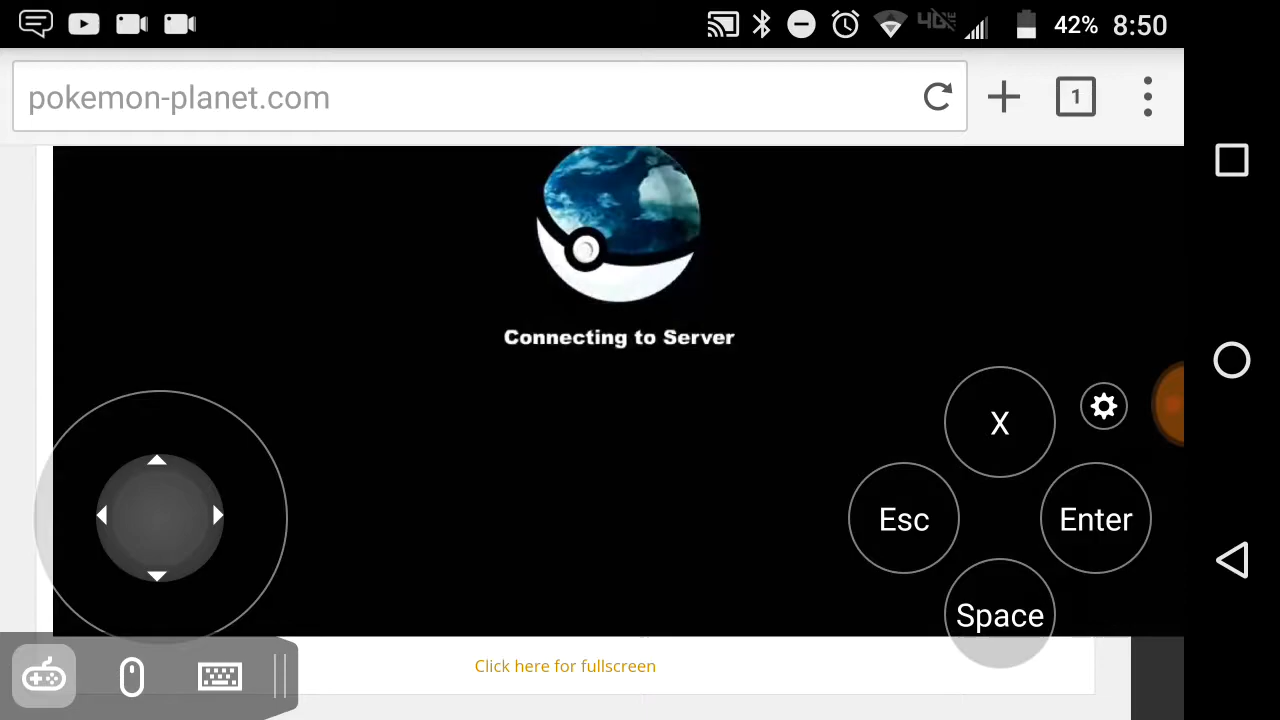 42% 8:50
pokemon-planet.com
1
Connecting to Server
X
Esc
Enter
Space
Click here for fullscreen